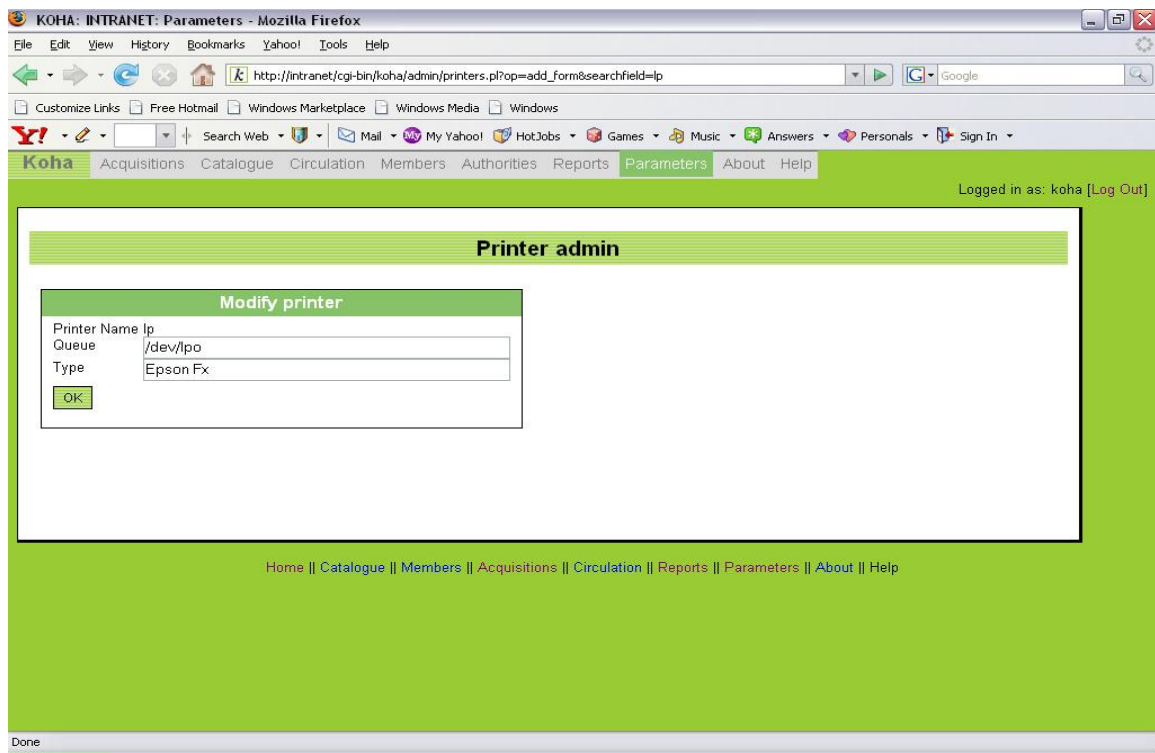 KOHA: INTRANET: Parameters - Mozilla Firefox
File Edit View History Bookmarks Yahoo! Tools Help
k http://intranet/cgi-bin/koha/admin/printers.pl?op=add_form&searchfield=lp G Google
Customize Links Free Hotmail Windows Marketplace Windows Media Windows
Y! Search Web Mail My My Yahoo! HotJobs Games Music Answers Personals Sign In
Koha Acquisitions Catalogue Circulation Members Authorities Reports Parameters About Help
Logged in as: koha [Log Out]
Printer admin
Modify printer
Printer Name lp
Queue /dev/lpo
Type Epson Fx
OK
Home || Catalogue || Members || Acquisitions || Circulation || Reports || Parameters || About || Help
Done